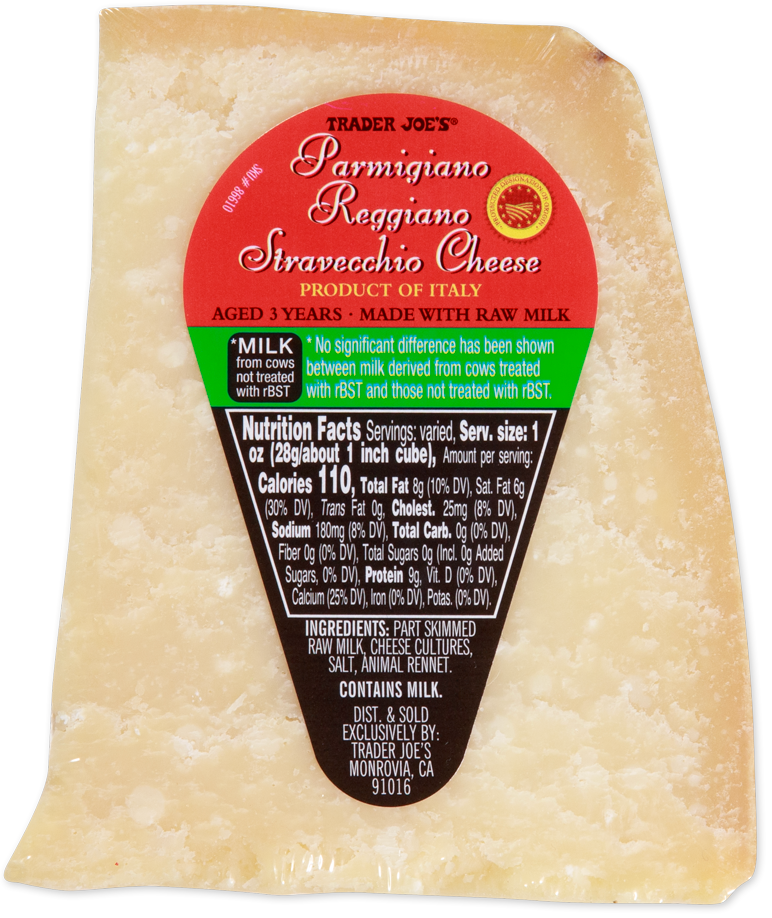 TRADER JOE'S®
Parmigiano
Reggiano
Stravecchio Cheese
PRODUCT OF ITALY
AGED 3 YEARS · MADE WITH RAW MILK
SKU# 86610
PROTECTED DESIGNATION OF ORIGIN
*MILK
from cows
not treated
with rBST
* No significant difference has been shown
between milk derived from cows treated
with rBST and those not treated with rBST.
Nutrition Facts Servings: varied, Serv. size: 1
oz (28g/about 1 inch cube), Amount per serving:
Calories 110, Total Fat 8g (10% DV), Sat. Fat 6g
(30% DV), Trans Fat 0g, Cholest. 25mg (8% DV),
Sodium 180mg (8% DV), Total Carb. 0g (0% DV),
Fiber 0g (0% DV), Total Sugars 0g (Incl. 0g Added
Sugars, 0% DV), Protein 9g, Vit. D (0% DV),
Calcium (25% DV), Iron (0% DV), Potas. (0% DV).
INGREDIENTS: PART SKIMMED
RAW MILK, CHEESE CULTURES,
SALT, ANIMAL RENNET.
CONTAINS MILK.
DIST. & SOLD
EXCLUSIVELY BY:
TRADER JOE'S
MONROVIA, CA
91016